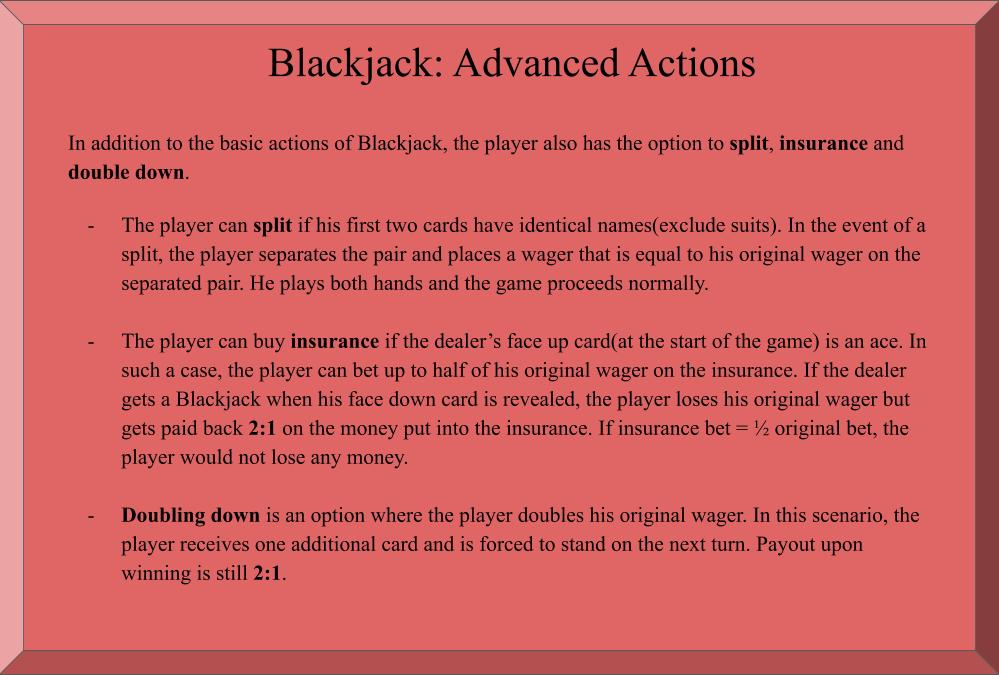 Blackjack: Advanced Actions
In addition to the basic actions of Blackjack, the player also has the option to split, insurance and
double down.
- The player can split if his first two cards have identical names(exclude suits). In the event of a
split, the player separates the pair and places a wager that is equal to his original wager on the
separated pair. He plays both hands and the game proceeds normally.
- The player can buy insurance if the dealer’s face up card(at the start of the game) is an ace. In
such a case, the player can bet up to half of his original wager on the insurance. If the dealer
gets a Blackjack when his face down card is revealed, the player loses his original wager but
gets paid back 2:1 on the money put into the insurance. If insurance bet = ½ original bet, the
player would not lose any money.
- Doubling down is an option where the player doubles his original wager. In this scenario, the
player receives one additional card and is forced to stand on the next turn. Payout upon
winning is still 2:1.